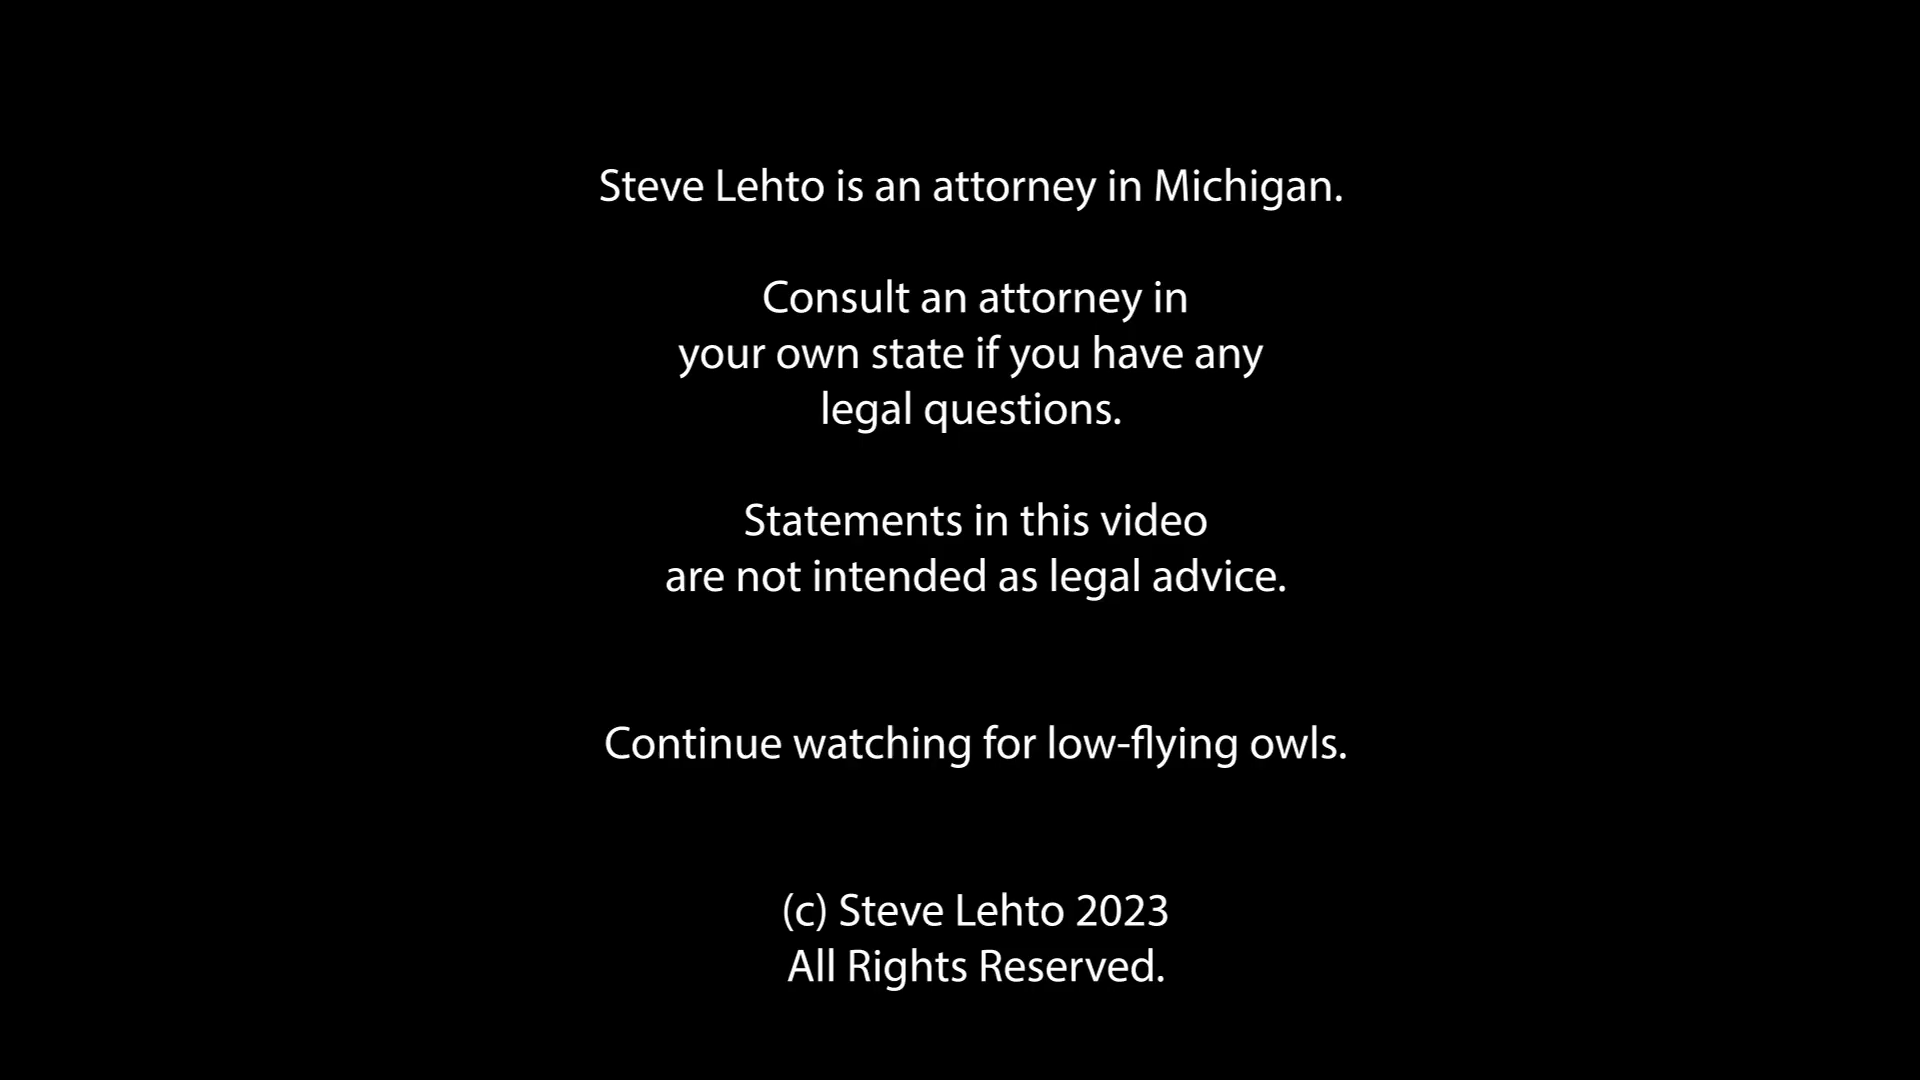 Steve Lehto is an attorney in Michigan.
Consult an attorney in
your own state if you have any
legal questions.
Statements in this video
are not intended as legal advice.
Continue watching for low-flying owls.
(c) Steve Lehto 2023
All Rights Reserved.